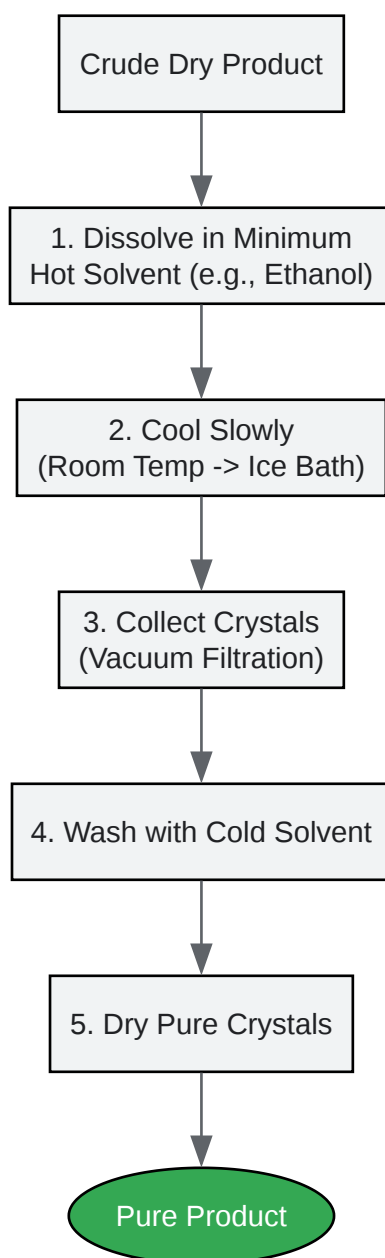 Crude Dry Product
1. Dissolve in Minimum
Hot Solvent (e.g., Ethanol)
2. Cool Slowly
(Room Temp -> Ice Bath)
3. Collect Crystals
(Vacuum Filtration)
4. Wash with Cold Solvent
5. Dry Pure Crystals
Pure Product